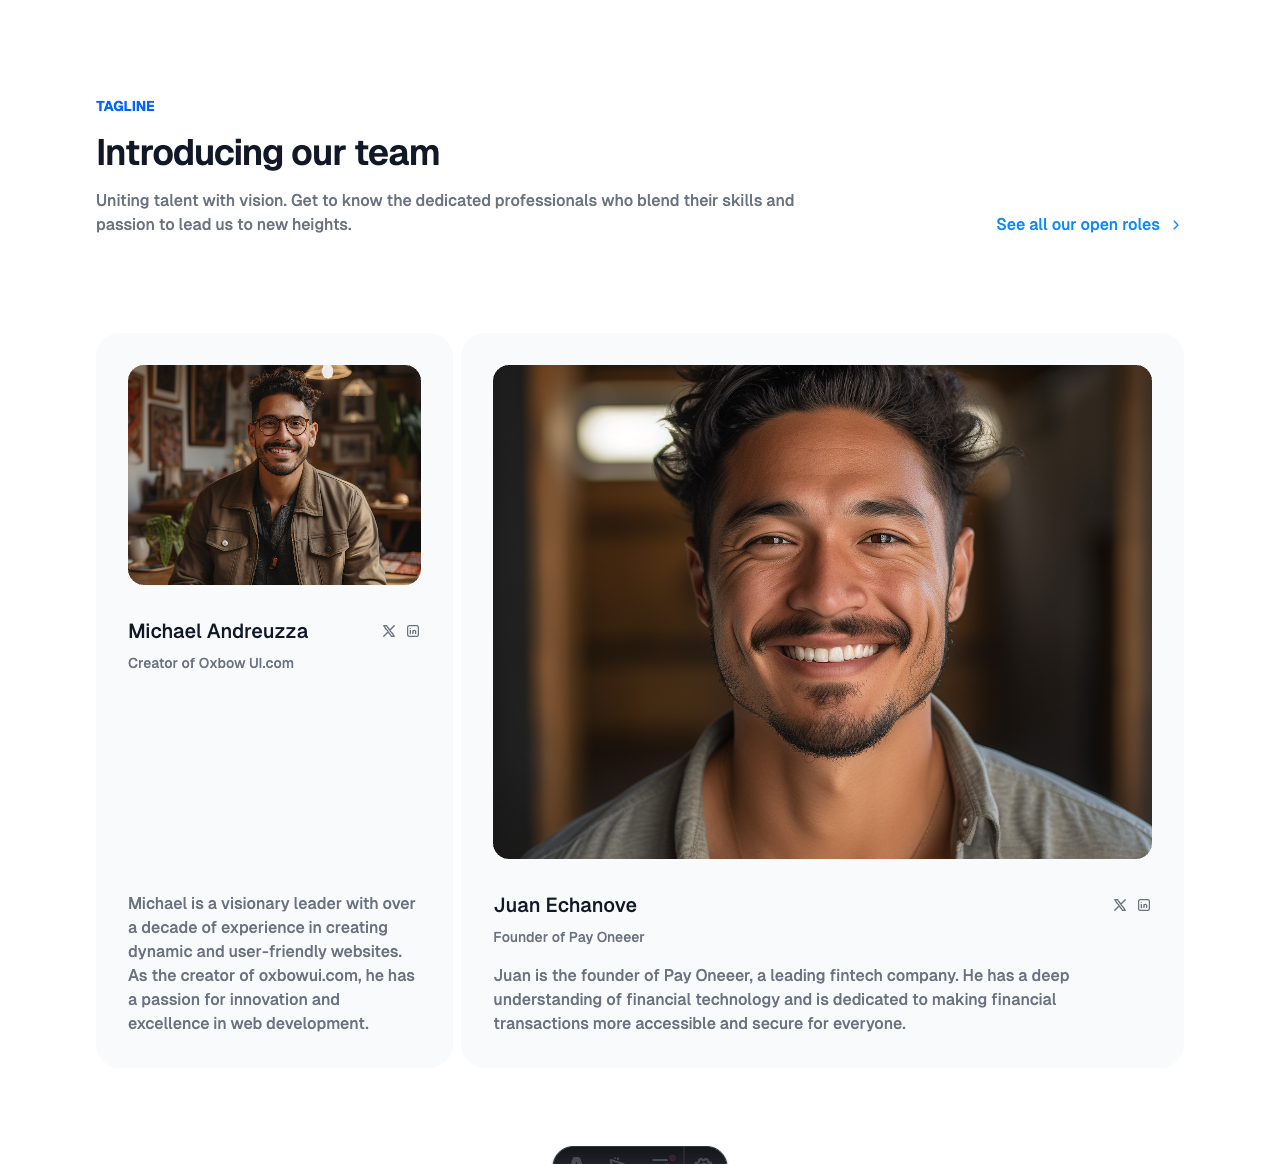 TAGLINE
Introducing our team
Uniting talent with vision. Get to know the dedicated professionals who blend their skills and
passion to lead us to new heights.
See all our open roles
Michael Andreuzza
Creator of Oxbow UI.com
Michael is a visionary leader with over
a decade of experience in creating
dynamic and user-friendly websites.
As the creator of oxbowui.com, he has
a passion for innovation and
excellence in web development.
Juan Echanove
Founder of Pay Oneeer
Juan is the founder of Pay Oneeer, a leading fintech company. He has a deep
understanding of financial technology and is dedicated to making financial
transactions more accessible and secure for everyone.